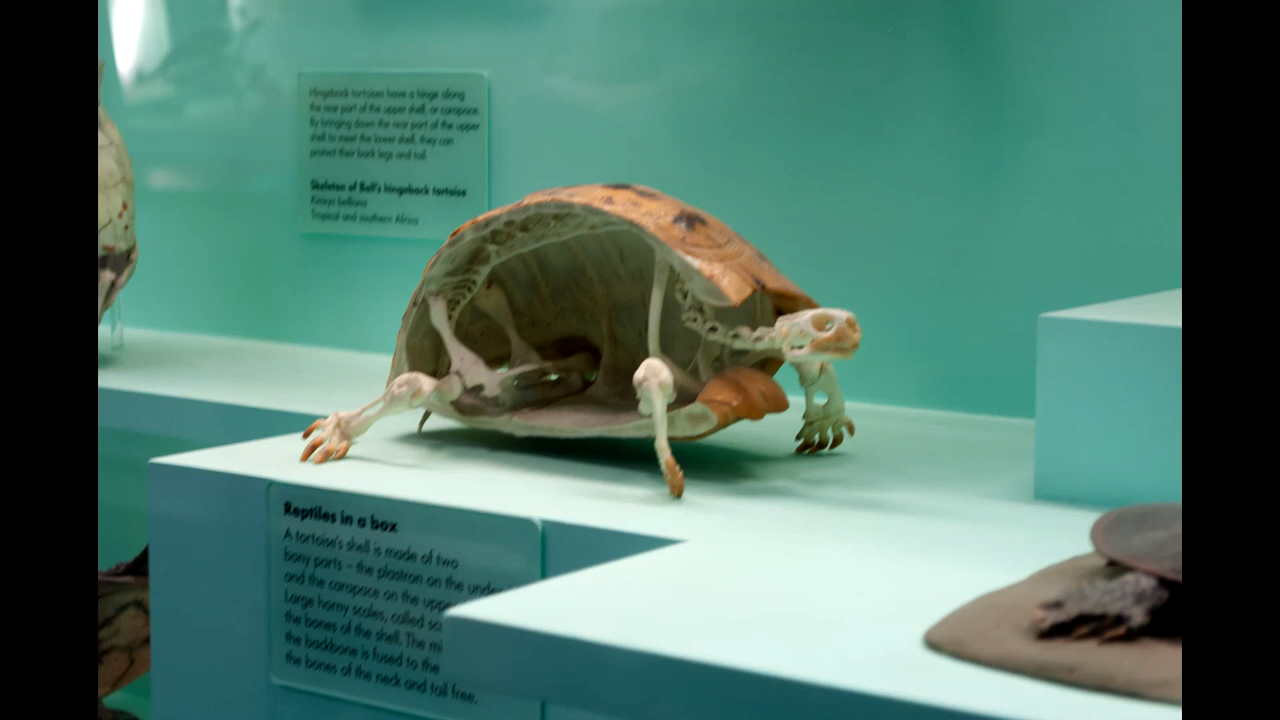 Hingeback tortoises have a hinge along
the rear part of the upper shell, or carapace.
By bringing down the rear part of the upper
shell to meet the lower shell, they can
protect their back legs and tail.
Skeleton of Bell's hingeback tortoise
Kinixys belliana
Tropical and southern Africa
Reptiles in a box
A tortoise's shell is made of two
bony parts – the plastron on the unde
and the carapace on the uppe
Large horny scales, called sc
the bones of the shell. The mi
the backbone is fused to the
the bones of the neck and tail free.